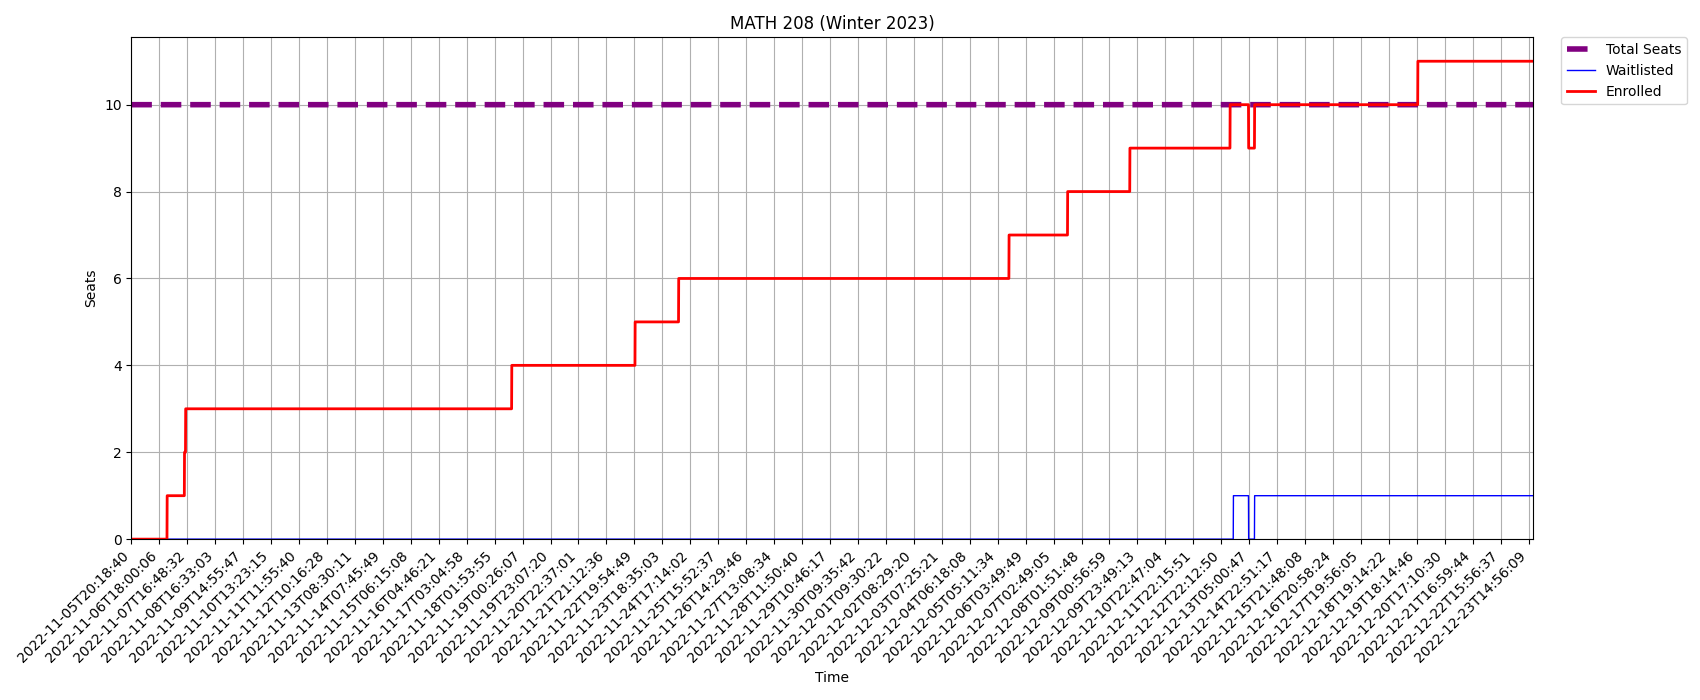 MATH 208 (Winter 2023)
Total Seats
Waitlisted
Enrolled
Seats
10
8
6
4
2
0
2022-11-05T20:18:40
2022-11-06T18:00:06
2022-11-07T16:48:32
2022-11-08T16:33:03
2022-11-09T14:55:47
2022-11-10T13:23:15
2022-11-11T11:55:40
2022-11-12T10:16:28
2022-11-13T08:30:11
2022-11-14T07:45:49
2022-11-15T06:15:08
2022-11-16T04:46:21
2022-11-17T03:04:58
2022-11-18T01:53:55
2022-11-19T00:26:07
2022-11-19T23:07:20
2022-11-20T22:37:01
2022-11-21T21:12:36
2022-11-22T19:54:49
2022-11-23T18:35:03
2022-11-24T17:14:02
2022-11-25T15:52:37
2022-11-26T14:29:46
2022-11-27T13:08:34
2022-11-28T11:50:40
2022-11-29T10:46:17
2022-11-30T09:35:42
2022-12-01T09:30:22
2022-12-02T08:29:20
2022-12-03T07:25:21
2022-12-04T06:18:08
2022-12-05T05:11:34
2022-12-06T03:49:49
2022-12-07T02:49:05
2022-12-08T01:51:48
2022-12-09T00:56:59
2022-12-09T23:49:13
2022-12-10T22:47:04
2022-12-11T22:15:51
2022-12-12T22:12:50
2022-12-13T05:00:47
2022-12-14T22:51:17
2022-12-15T21:48:08
2022-12-16T20:58:24
2022-12-17T19:56:05
2022-12-18T19:14:22
2022-12-19T18:14:46
2022-12-20T17:10:30
2022-12-21T16:59:44
2022-12-22T15:56:37
2022-12-23T14:56:09
Time